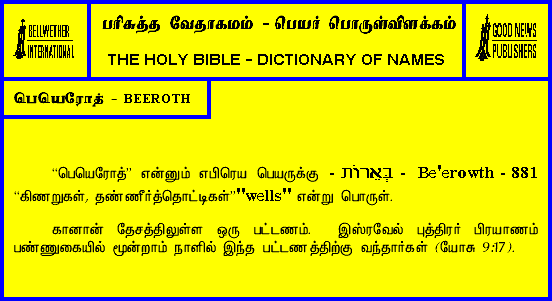 BELLWETHER
INTERNATIONAL
பரிசுத்த வேதாகமம் - பெயர் பொருள்விளக்கம்
THE HOLY BIBLE - DICTIONARY OF NAMES
GOOD NEWS
PUBLISHERS
பெயெரோத் - BEEROTH
“பெயெரோத்” என்னும் எபிரெய பெயருக்கு - בְּאֵרוֹת - Be'erowth - 881
“கிணறுகள், தண்ணீர்த்தொட்டிகள்”"wells" என்று பொருள்.
கானான் தேசத்திலுள்ள ஒரு பட்டணம். இஸ்ரவேல் புத்திரர் பிரயாணம்
பண்ணுகையில் மூன்றாம் நாளில் இந்த பட்டணத்திற்கு வந்தார்கள் (யோசு 9:17).